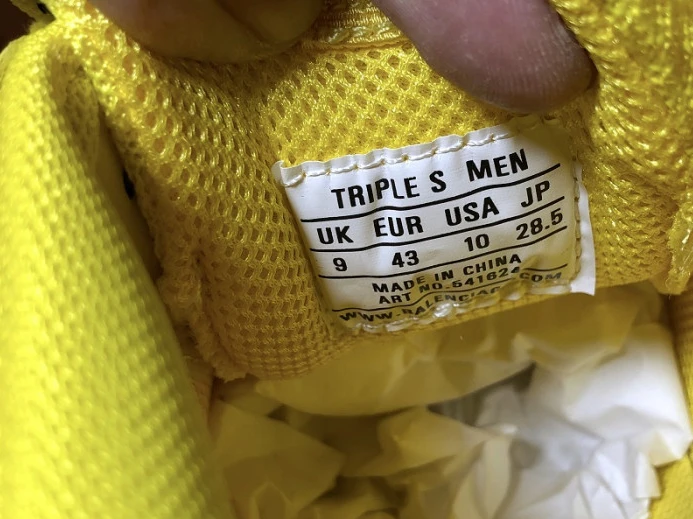 TRIPLE S MEN
UK EUR USA JP
9 43 10 28.5
MADE IN CHINA
ART NO.541624